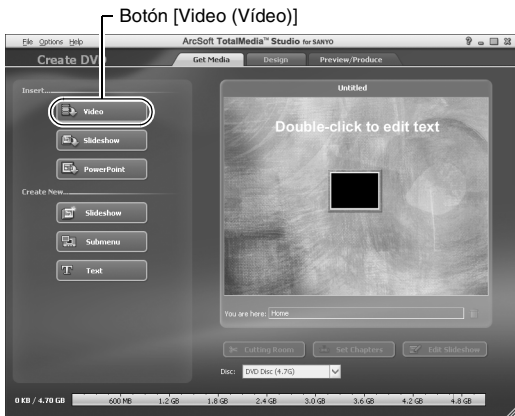 Botón [Video (Vídeo)]
File Options Help
ArcSoft TotalMedia™ Studio for SANYO
Create DVD
Get Media
Design
Preview/Produce
Insert...
Video
Slideshow
PowerPoint
Create New...
Slideshow
Submenu
Text
Untitled
Double-click to edit text
You are here: Home
Cutting Room
Set Chapters
Edit Slideshow
Disc: DVD Disc (4.7G)
0 KB / 4.70 GB
600 MB 1.2 GB 1.8 GB 2.4 GB 3.0 GB 3.6 GB 4.2 GB 4.8 GB